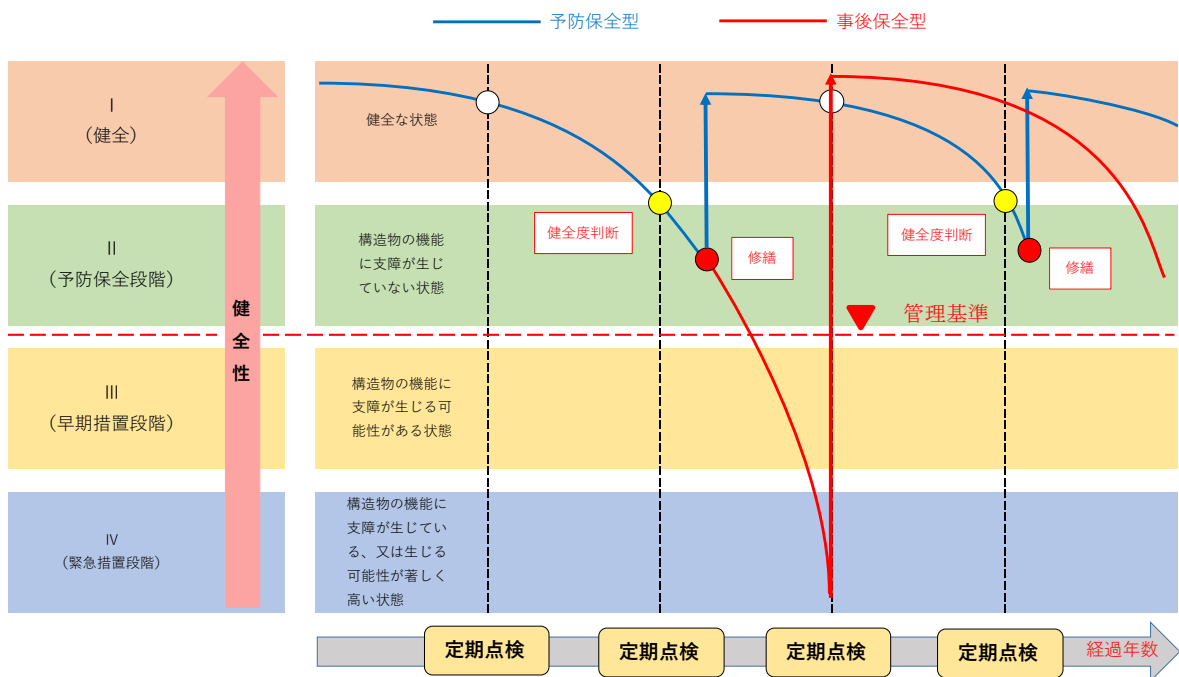 予防保全型
事後保全型
Ⅰ
（健全）
健全な状態
Ⅱ
（予防保全段階）
構造物の機能
に支障が生じ
ていない状態
健全度判断
修繕
健全度判断
修繕
管理基準
健
全
性
Ⅲ
（早期措置段階）
構造物の機能に
支障が生じる可
能性がある状態
Ⅳ
（緊急措置段階）
構造物の機能に
支障が生じてい
る、又は生じる
可能性が著しく
高い状態
定期点検
定期点検
定期点検
定期点検
経過年数